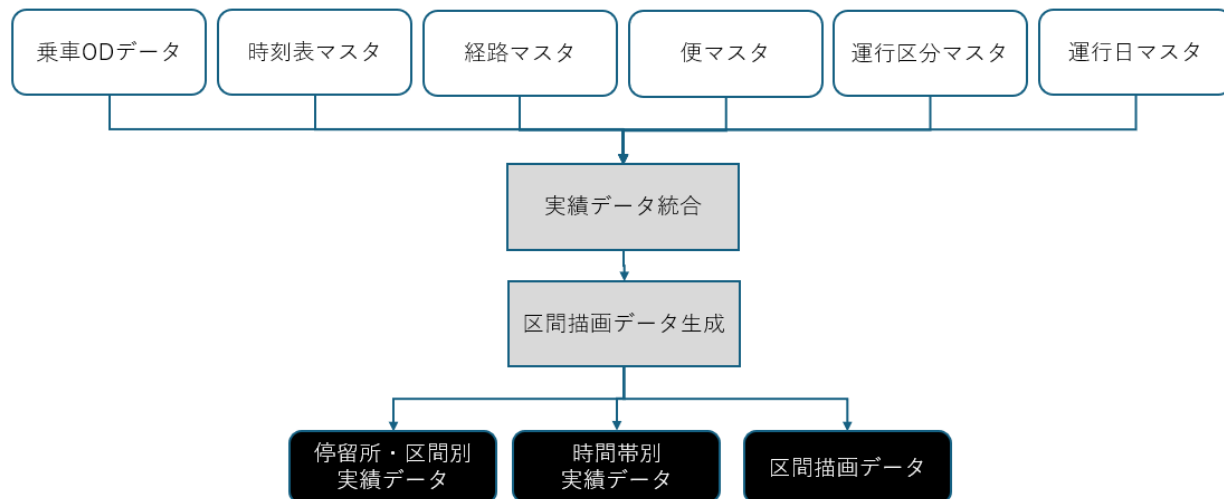 乗車ODデータ
時刻表マスタ
経路マスタ
便マスタ
運行区分マスタ
運行日マスタ
実績データ統合
区間描画データ生成
停留所・区間別
実績データ
時間帯別
実績データ
区間描画データ